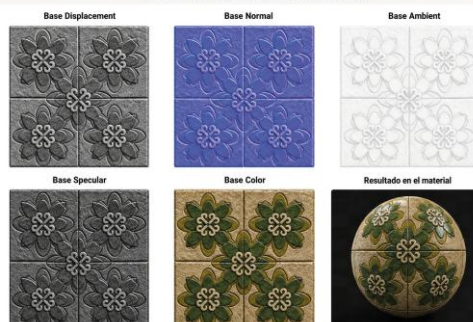 Base Displacement
Base Normal
Base Ambient
Base Specular
Base Color
Resultado en el material